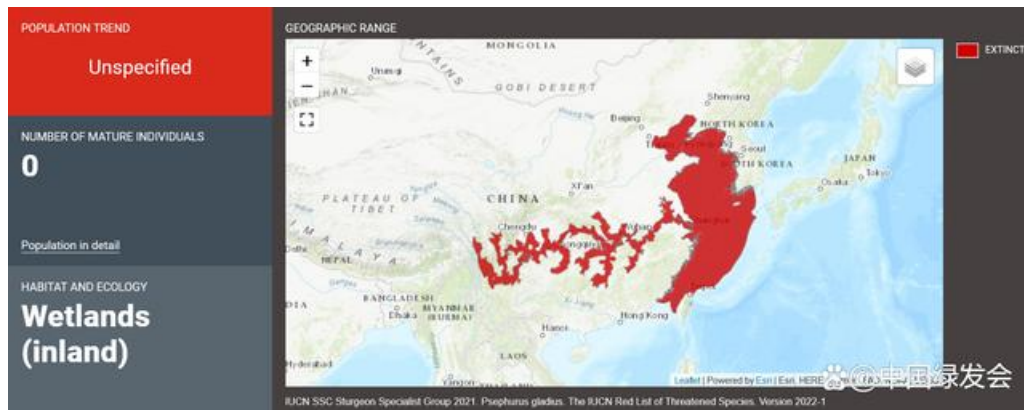 POPULATION TREND
Unspecified
NUMBER OF MATURE INDIVIDUALS
0
Population in detail
HABITAT AND ECOLOGY
Wetlands
(inland)
GEOGRAPHIC RANGE
+
−
EXTINCT
MONGOLIA
Urumqi
GOBI DESERT
Shenyang
Beijing
NORTH KOREA
Seoul
JAPAN
Tokyo
Osaka
Xi'an
CHINA
PLATEAU OF
TIBET
Chengdu
Wuhan
NEPAL
BANGLADESH
Dhaka
MYANMAR
(BURMA)
Hanoi
Hong Kong
LAOS
Hyderabad
Yangon
Leaflet | Powered by Esri | Esri, HERE
@中国绿发会
IUCN SSC Sturgeon Specialist Group 2021. Psephurus gladius. The IUCN Red List of Threatened Species. Version 2022-1